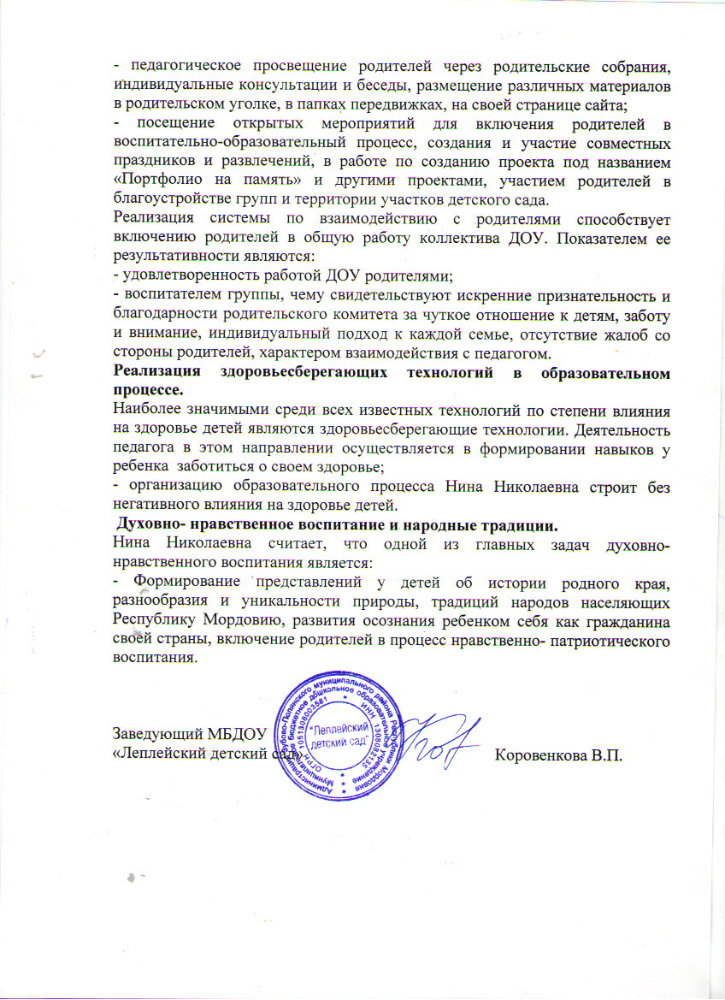 - педагогическое просвещение родителей через родительские собрания,
индивидуальные консультации и беседы, размещение различных материалов
в родительском уголке, в папках передвижках, на своей странице сайта;
- посещение открытых мероприятий для включения родителей в
воспитательно-образовательный процесс, создания и участие совместных
праздников и развлечений, в работе по созданию проекта под названием
«Портфолио на память» и другими проектами, участием родителей в
благоустройстве групп и территории участков детского сада.
Реализация системы по взаимодействию с родителями способствует
включению родителей в общую работу коллектива ДОУ. Показателем ее
результативности являются:
- удовлетворенность работой ДОУ родителями;
- воспитателем группы, чему свидетельствуют искренние признательность и
благодарности родительского комитета за чуткое отношение к детям, заботу
и внимание, индивидуальный подход к каждой семье, отсутствие жалоб со
стороны родителей, характером взаимодействия с педагогом.
Реализация здоровьесберегающих технологий в образовательном
процессе.
Наиболее значимыми среди всех известных технологий по степени влияния
на здоровье детей являются здоровьесберегающие технологии. Деятельность
педагога в этом направлении осуществляется в формировании навыков у
ребенка заботиться о своем здоровье;
- организацию образовательного процесса Нина Николаевна строит без
негативного влияния на здоровье детей.
Духовно- нравственное воспитание и народные традиции.
Нина Николаевна считает, что одной из главных задач духовно-
нравственного воспитания является:
- Формирование представлений у детей об истории родного края,
разнообразия и уникальности природы, традиций народов населяющих
Республику Мордовию, развития осознания ребенком себя как гражданина
своей страны, включение родителей в процесс нравственно- патриотического
воспитания.
Заведующий МБДОУ
«Леплейский детский сад» Коровенкова В.П.
Администрация Зубово-Полянского муниципального района Республики Мордовия
Муниципальное бюджетное дошкольное образовательное учреждение
ОГРН 1051308003581 * ИНН 1308082135
"Леплейский
детский сад"